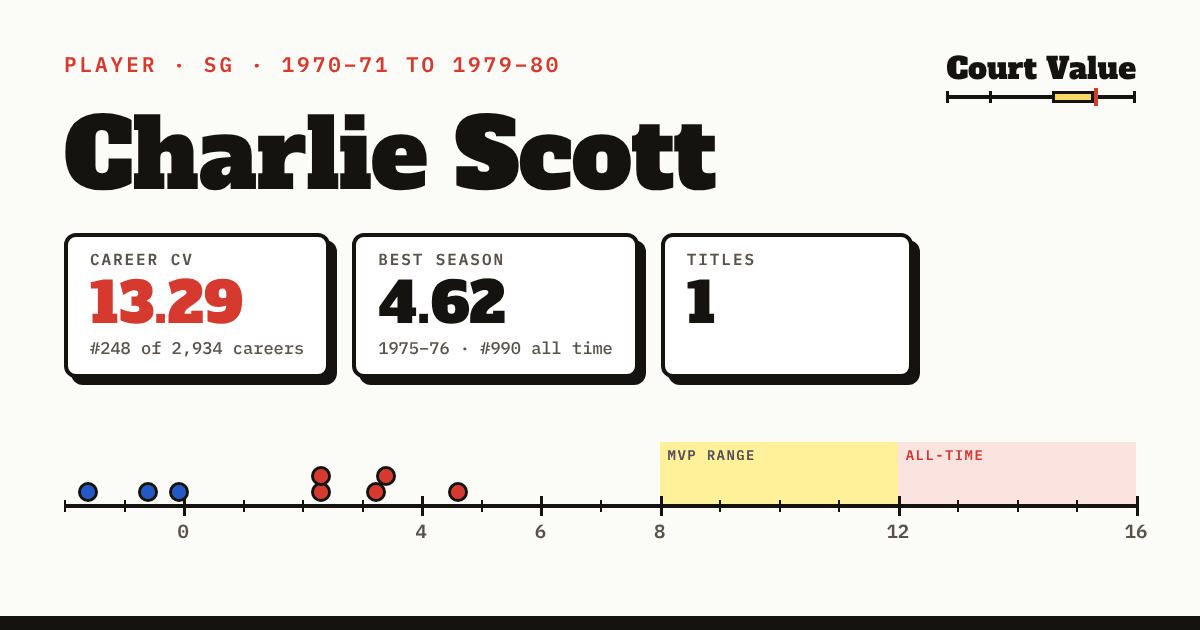 PLAYER · SG · 1970–71 TO 1979–80
Court Value
Charlie Scott
CAREER CV
13.29
#248 of 2,934 careers
BEST SEASON
4.62
1975–76 · #990 all time
TITLES
1
MVP RANGE
ALL-TIME
0 4 6 8 12 16